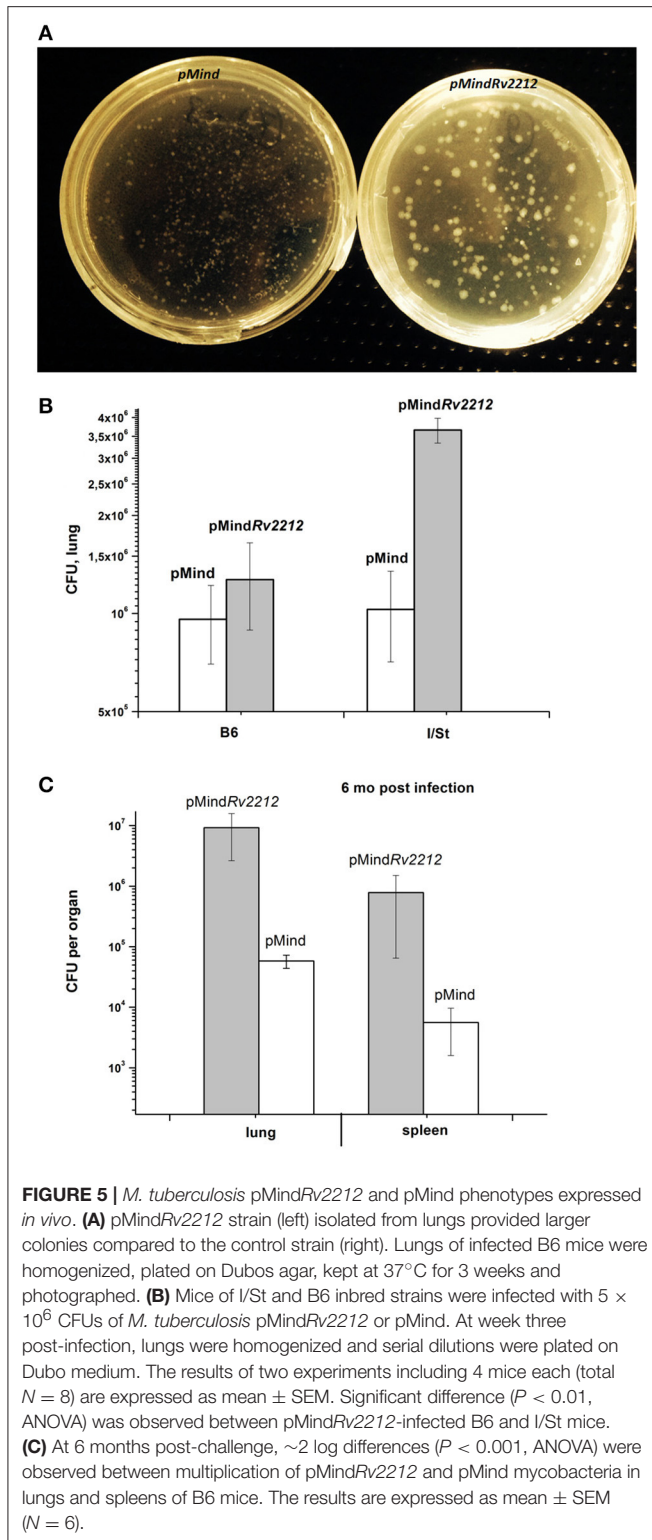 A
pMind
pMindRv2212
B
4x10⁶
3,5x10⁶
3x10⁶
2,5x10⁶
2x10⁶
1,5x10⁶
10⁶
5x10⁵
CFU, lung
pMind
pMindRv2212
pMind
pMindRv2212
B6
I/St
C
6 mo post infection
10⁷
10⁶
10⁵
10⁴
10³
CFU per organ
pMindRv2212
pMind
pMindRv2212
pMind
lung
spleen
FIGURE 5 | M. tuberculosis pMindRv2212 and pMind phenotypes expressed
in vivo. (A) pMindRv2212 strain (left) isolated from lungs provided larger
colonies compared to the control strain (right). Lungs of infected B6 mice were
homogenized, plated on Dubos agar, kept at 37°C for 3 weeks and
photographed. (B) Mice of I/St and B6 inbred strains were infected with 5 ×
10⁶ CFUs of M. tuberculosis pMindRv2212 or pMind. At week three
post-infection, lungs were homogenized and serial dilutions were plated on
Dubo medium. The results of two experiments including 4 mice each (total
N = 8) are expressed as mean ± SEM. Significant difference (P < 0.01,
ANOVA) was observed between pMindRv2212-infected B6 and I/St mice.
(C) At 6 months post-challenge, ~2 log differences (P < 0.001, ANOVA) were
observed between multiplication of pMindRv2212 and pMind mycobacteria in
lungs and spleens of B6 mice. The results are expressed as mean ± SEM
(N = 6).